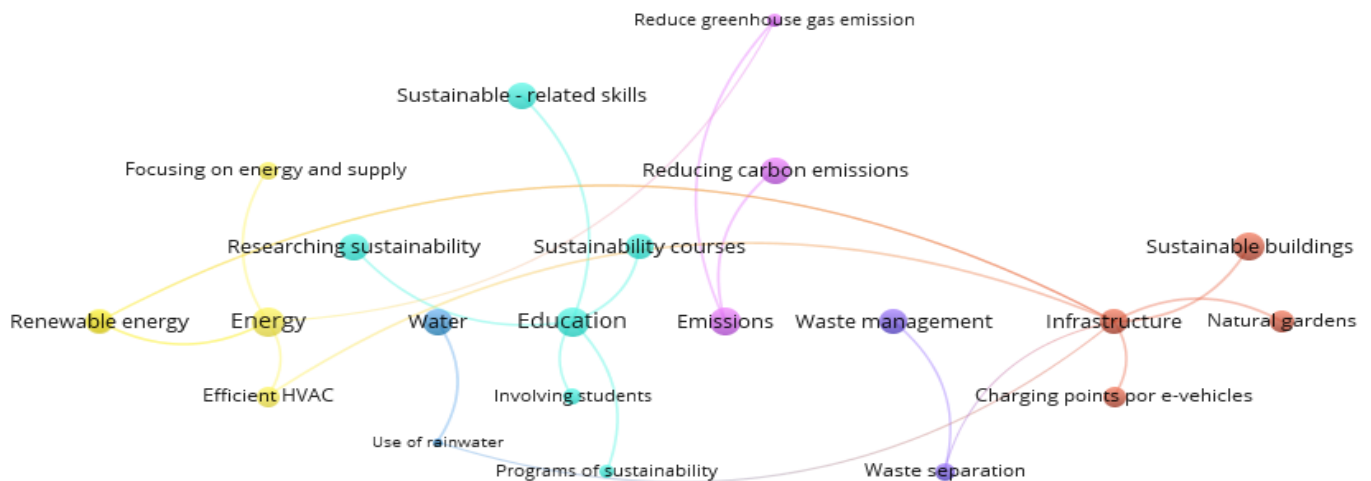 Reduce greenhouse gas emission
Sustainable - related skills
Focusing on energy and supply
Reducing carbon emissions
Researching sustainability
Sustainability courses
Sustainable buildings
Renewable energy
Energy
Water
Education
Emissions
Waste management
Infrastructure
Natural gardens
Efficient HVAC
Involving students
Charging points por e-vehicles
Use of rainwater
Programs of sustainability
Waste separation